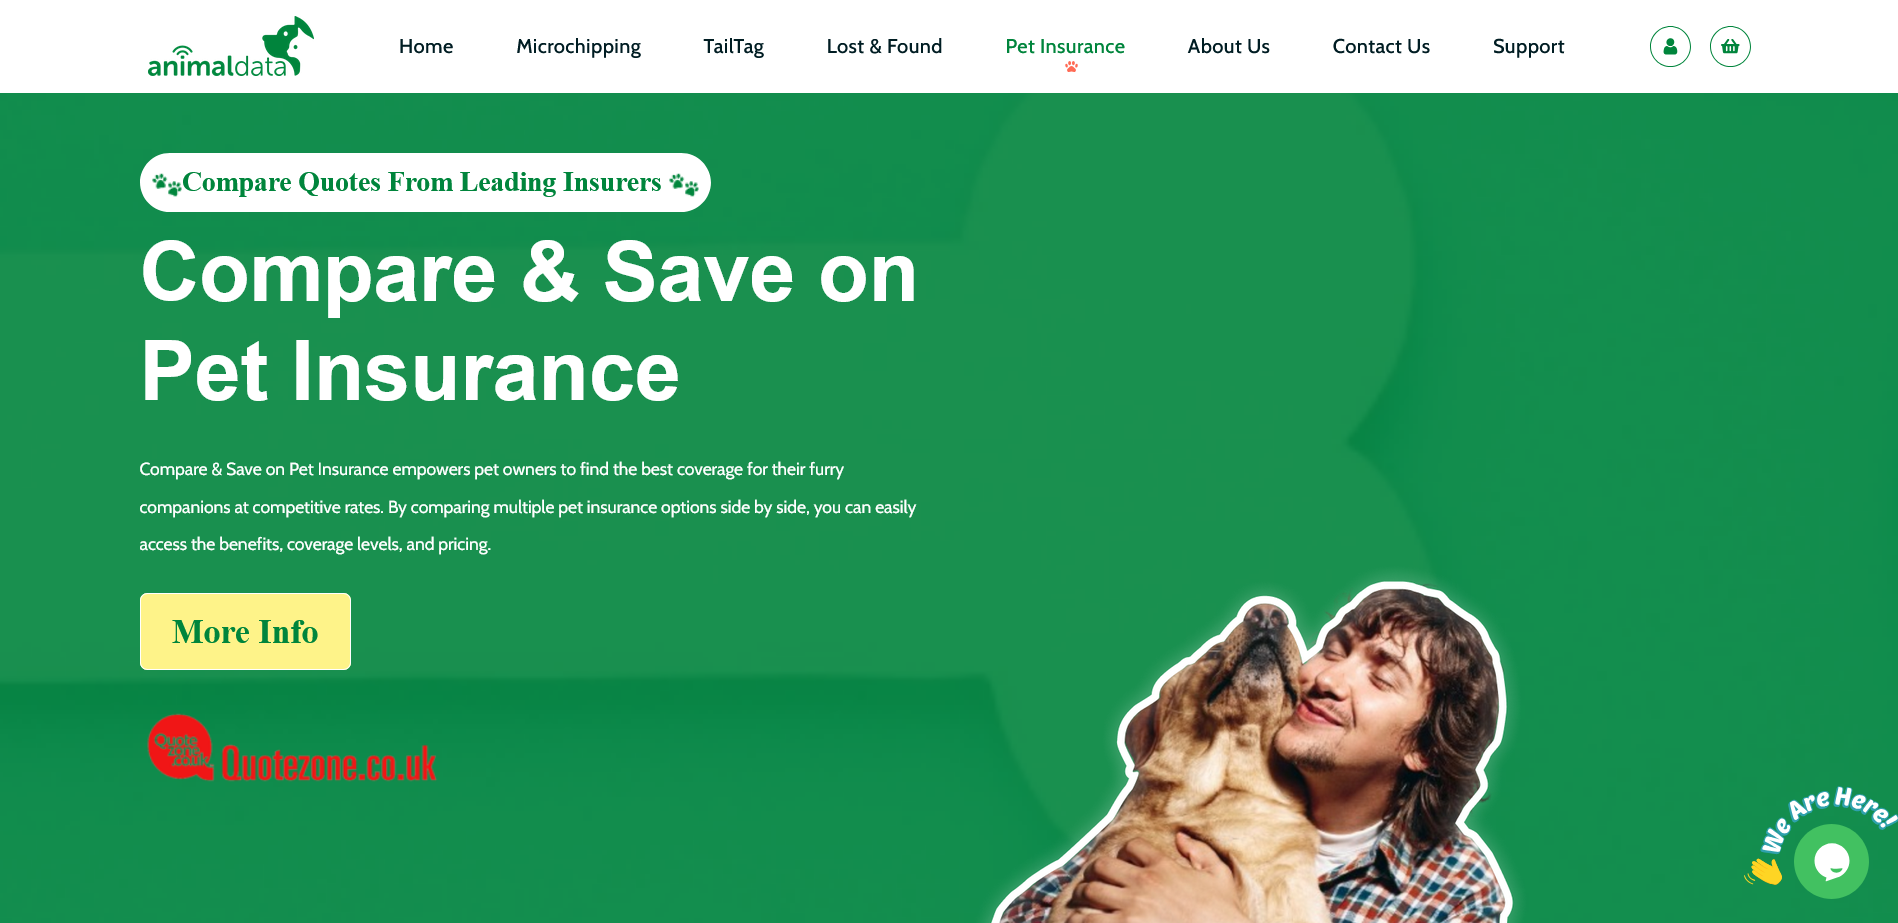 animaldata
Home
Microchipping
TailTag
Lost & Found
Pet Insurance
About Us
Contact Us
Support
Compare Quotes From Leading Insurers
Compare & Save on
Pet Insurance
Compare & Save on Pet Insurance empowers pet owners to find the best coverage for their furry
companions at competitive rates. By comparing multiple pet insurance options side by side, you can easily
access the benefits, coverage levels, and pricing.
More Info
Quote
zone
.co.uk
Quotezone.co.uk
We Are Here!